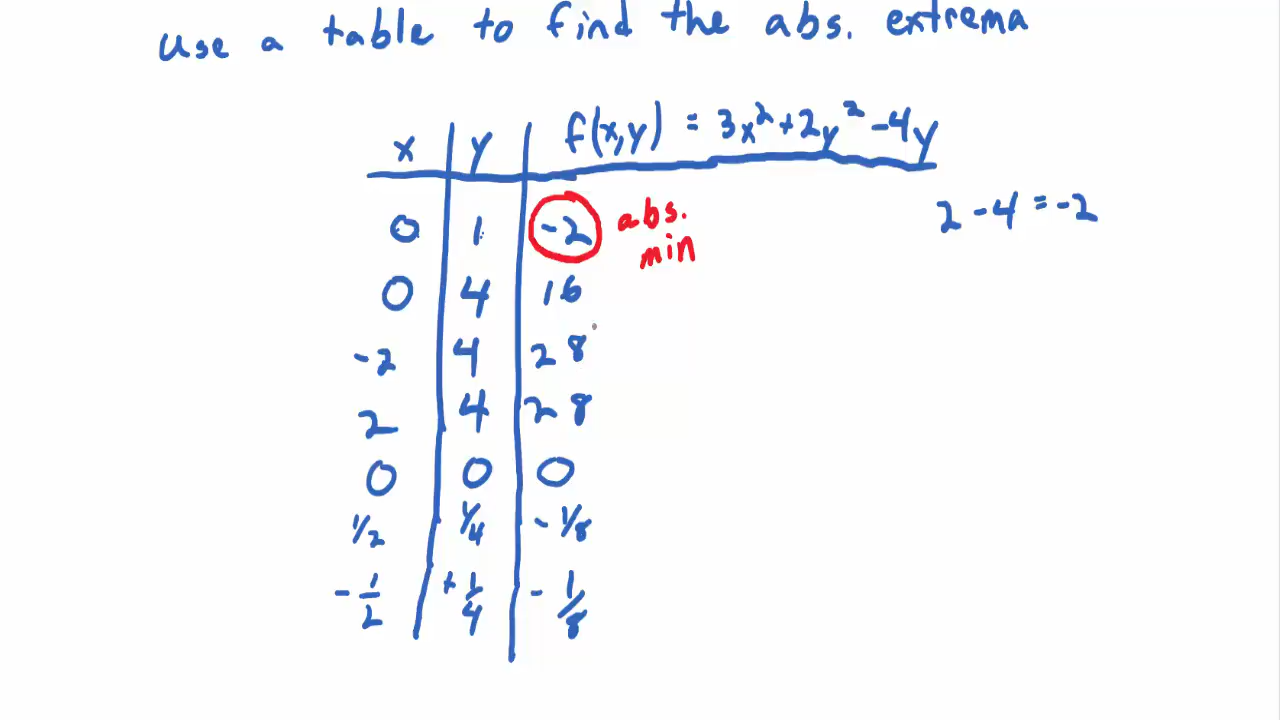 use a table to find the abs. extrema
x y f(x,y) = 3x² + 2y² - 4y
0 1 -2 abs. min 2 - 4 = -2
0 4 16
-2 4 28
2 4 28
0 0 0
1/2 1/4 -1/8
-1/2 +1/4 -1/8